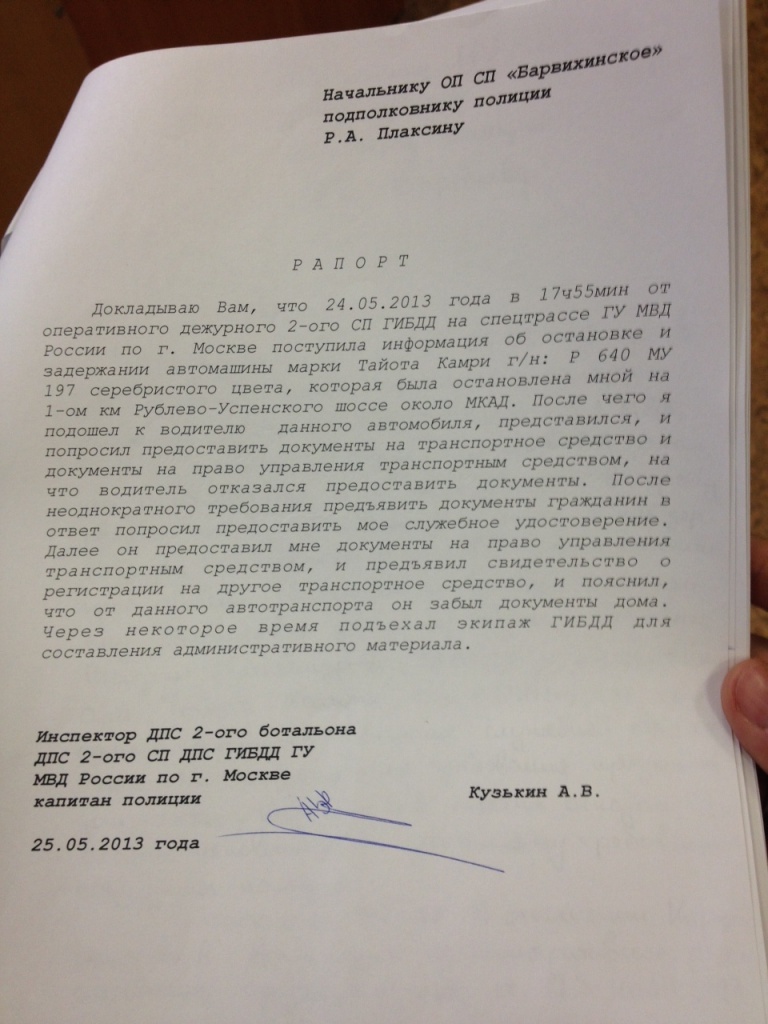 Начальнику ОП СП «Барвихинское»
подполковнику полиции
Р.А. Плаксину
Р А П О Р Т
Докладываю Вам, что 24.05.2013 года в 17ч55мин от
оперативного дежурного 2-ого СП ГИБДД на спецтрассе ГУ МВД
России по г. Москве поступила информация об остановке и
задержании автомашины марки Тайота Камри г/н: Р 640 МУ
197 серебристого цвета, которая была остановлена мной на
1-ом км Рублево-Успенского шоссе около МКАД. После чего я
подошел к водителю данного автомобиля, представился, и
попросил предоставить документы на транспортное средство и
документы на право управления транспортным средством, на
что водитель отказался предоставить документы. После
неоднократного требования предъявить документы гражданин в
ответ попросил предоставить мое служебное удостоверение.
Далее он предоставил мне документы на право управления
транспортным средством, и предъявил свидетельство о
регистрации на другое транспортное средство, и пояснил,
что от данного автотранспорта он забыл документы дома.
Через некоторое время подъехал экипаж ГИБДД для
составления административного материала.
Инспектор ДПС 2-ого ботальона
ДПС 2-ого СП ДПС ГИБДД ГУ
МВД России по г. Москве
капитан полиции Кузькин А.В.
25.05.2013 года